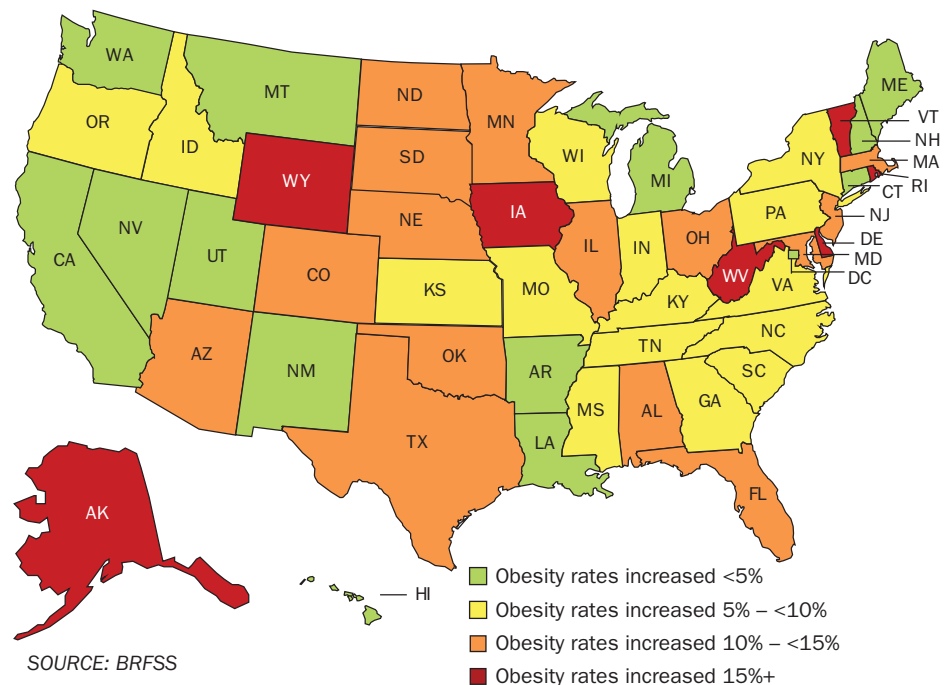 WA
MT
ND
MN
ME
VT
NH
MA
RI
CT
OR
ID
WY
SD
WI
MI
NY
NE
IA
PA
NJ
NV
UT
CO
IL
IN
OH
DE
MD
DC
CA
KS
MO
WV
VA
KY
AZ
NM
OK
AR
TN
NC
SC
TX
LA
MS
AL
GA
FL
AK
HI
Obesity rates increased <5%
Obesity rates increased 5% – <10%
Obesity rates increased 10% – <15%
Obesity rates increased 15%+
SOURCE: BRFSS